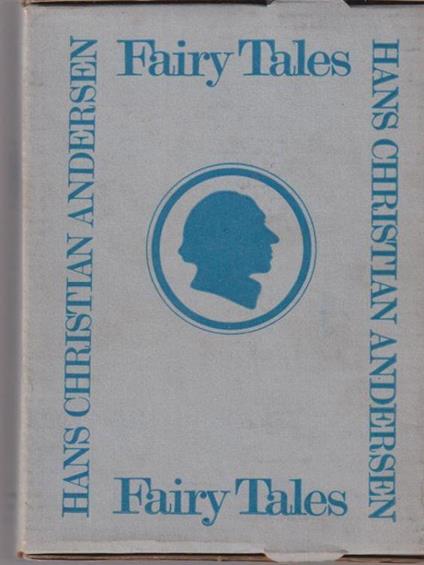 Fairy Tales
HANS CHRISTIAN ANDERSEN
HANS CHRISTIAN ANDERSEN
Fairy Tales